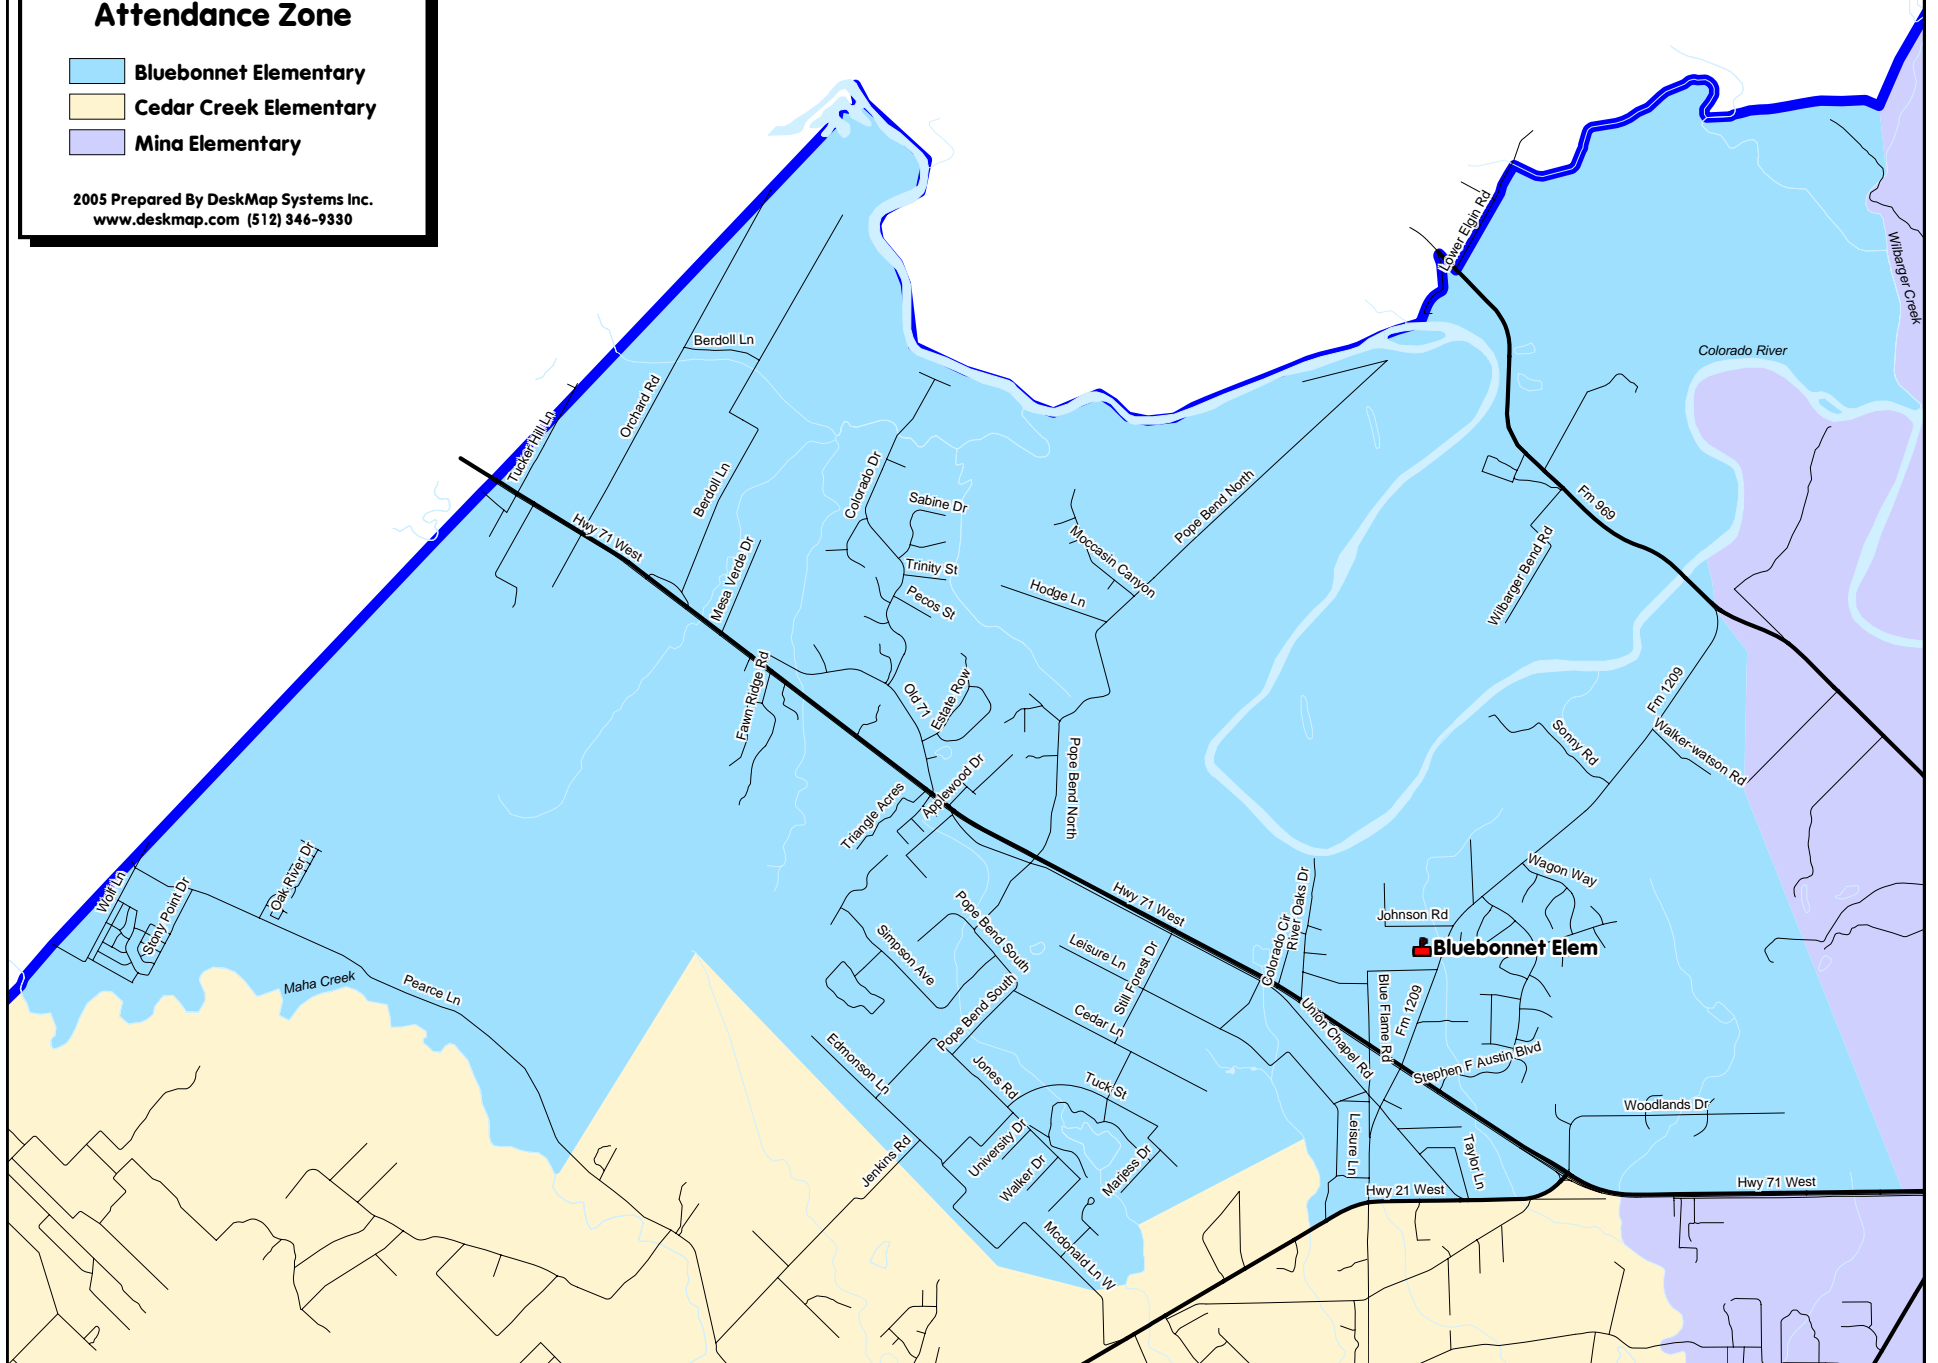 Attendance Zone
Bluebonnet Elementary
Cedar Creek Elementary
Mina Elementary
2005 Prepared By DeskMap Systems Inc.
www.deskmap.com (512) 346-9330
Lower Elgin Rd
Wilbarger Creek
Colorado River
Berdoll Ln
Orchard Rd
Tucker Hill Ln
Berdoll Ln
Colorado Dr
Sabine Dr
Pope Bend North
Fm 969
Hwy 71 West
Mesa Verde Dr
Trinity St
Pecos St
Moccasin Canyon
Hodge Ln
Wilbarger Bend Rd
Fawn Ridge Rd
Old 71
Estate Row
Fm 1209
Sonny Rd
Walker-watson Rd
Pope Bend North
Applewood Dr
Triangle Acres
Wolf Ln
Stony Point Dr
Oak River Dr
Maha Creek
Pearce Ln
Hwy 71 West
Wagon Way
Johnson Rd
Bluebonnet Elem
Colorado Cir
River Oaks Dr
Pope Bend South
Simpson Ave
Leisure Ln
Still Forest Dr
Pope Bend South
Cedar Ln
Union Chapel Rd
Blue Flame Rd
Fm 1209
Stephen F Austin Blvd
Edmonson Ln
Jones Rd
Tuck St
Woodlands Dr
Jenkins Rd
University Dr
Walker Dr
Marjess Dr
Leisure Ln
Taylor Ln
Hwy 21 West
Hwy 71 West
Mcdonald Ln W